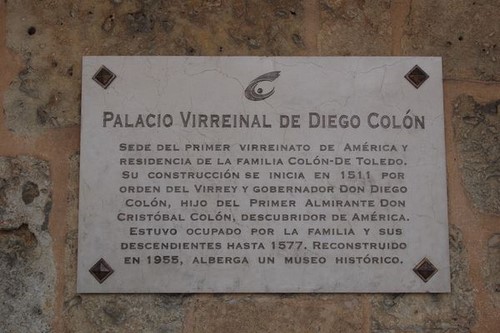 PALACIO VIRREINAL DE DIEGO COLÓN
SEDE DEL PRIMER VIRREINATO DE AMÉRICA Y
RESIDENCIA DE LA FAMILIA COLÓN-DE TOLEDO.
SU CONSTRUCCIÓN SE INICIA EN 1511 POR
ORDEN DEL VIRREY Y GOBERNADOR DON DIEGO
COLÓN, HIJO DEL PRIMER ALMIRANTE DON
CRISTÓBAL COLÓN, DESCUBRIDOR DE AMÉRICA.
ESTUVO OCUPADO POR LA FAMILIA Y SUS
DESCENDIENTES HASTA 1577. RECONSTRUIDO
EN 1955, ALBERGA UN MUSEO HISTÓRICO.